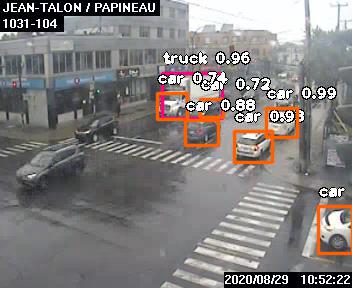 JEAN-TALON / PAPINEAU
1031-104
truck 0.96
car 0.74
car 0.72
car 0.99
car 0.88
car 0.93
car
2020/08/29 10:52:22